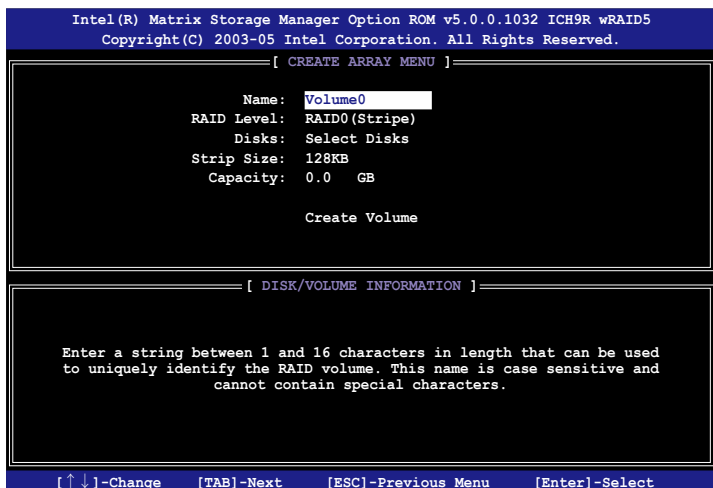 Intel(R) Matrix Storage Manager Option ROM v5.0.0.1032 ICH9R wRAID5
Copyright(C) 2003-05 Intel Corporation. All Rights Reserved.
[ CREATE ARRAY MENU ]
Name: Volume0
RAID Level: RAID0(Stripe)
Disks: Select Disks
Strip Size: 128KB
Capacity: 0.0 GB
Create Volume
[ DISK/VOLUME INFORMATION ]
Enter a string between 1 and 16 characters in length that can be used
to uniquely identify the RAID volume. This name is case sensitive and
cannot contain special characters.
[↑↓]-Change [TAB]-Next [ESC]-Previous Menu [Enter]-Select